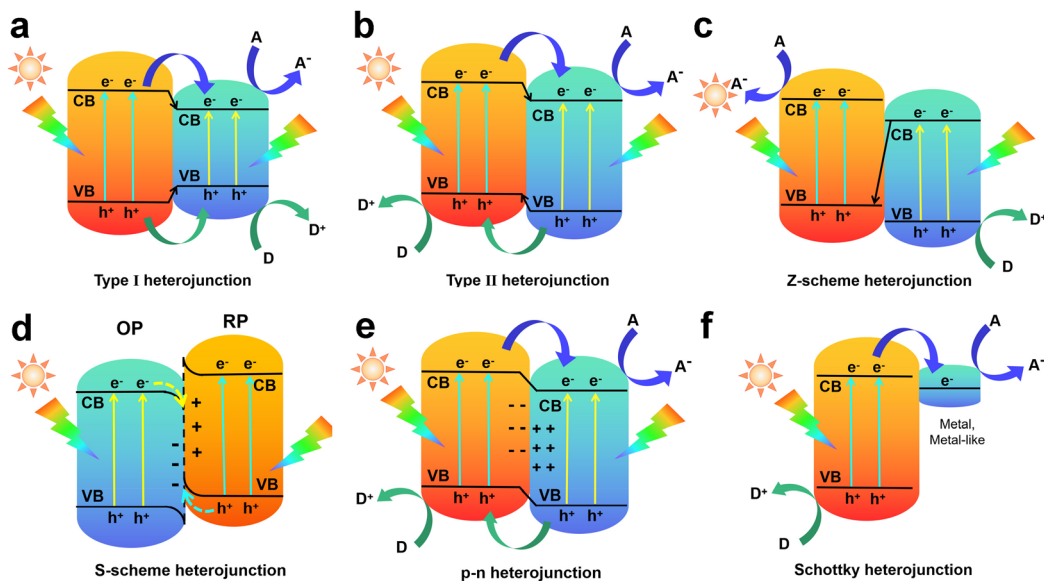 a
A
e⁻ e⁻
A⁻
CB
e⁻ e⁻
CB
VB
VB
h⁺ h⁺
h⁺ h⁺
D⁺
D
Type I heterojunction
b
A
e⁻ e⁻
A⁻
CB
e⁻ e⁻
CB
VB
D⁺
h⁺ h⁺
VB
h⁺ h⁺
D
Type II heterojunction
c
A
A⁻
e⁻ e⁻
CB
e⁻ e⁻
CB
VB
h⁺ h⁺
VB
h⁺ h⁺
D⁺
D
Z-scheme heterojunction
d
OP
RP
e⁻ e⁻
e⁻ e⁻
CB
CB
+
+
+
-
-
-
VB
VB
h⁺ h⁺
h⁺ h⁺
S-scheme heterojunction
e
A
e⁻ e⁻
A⁻
CB
e⁻ e⁻
CB
- -
- -
- -
- -
+ +
+ +
+ +
VB
VB
D⁺
h⁺ h⁺
h⁺ h⁺
D
p-n heterojunction
f
A
e⁻ e⁻
A⁻
CB
e⁻
Metal,
Metal-like
VB
D⁺
h⁺ h⁺
D
Schottky heterojunction